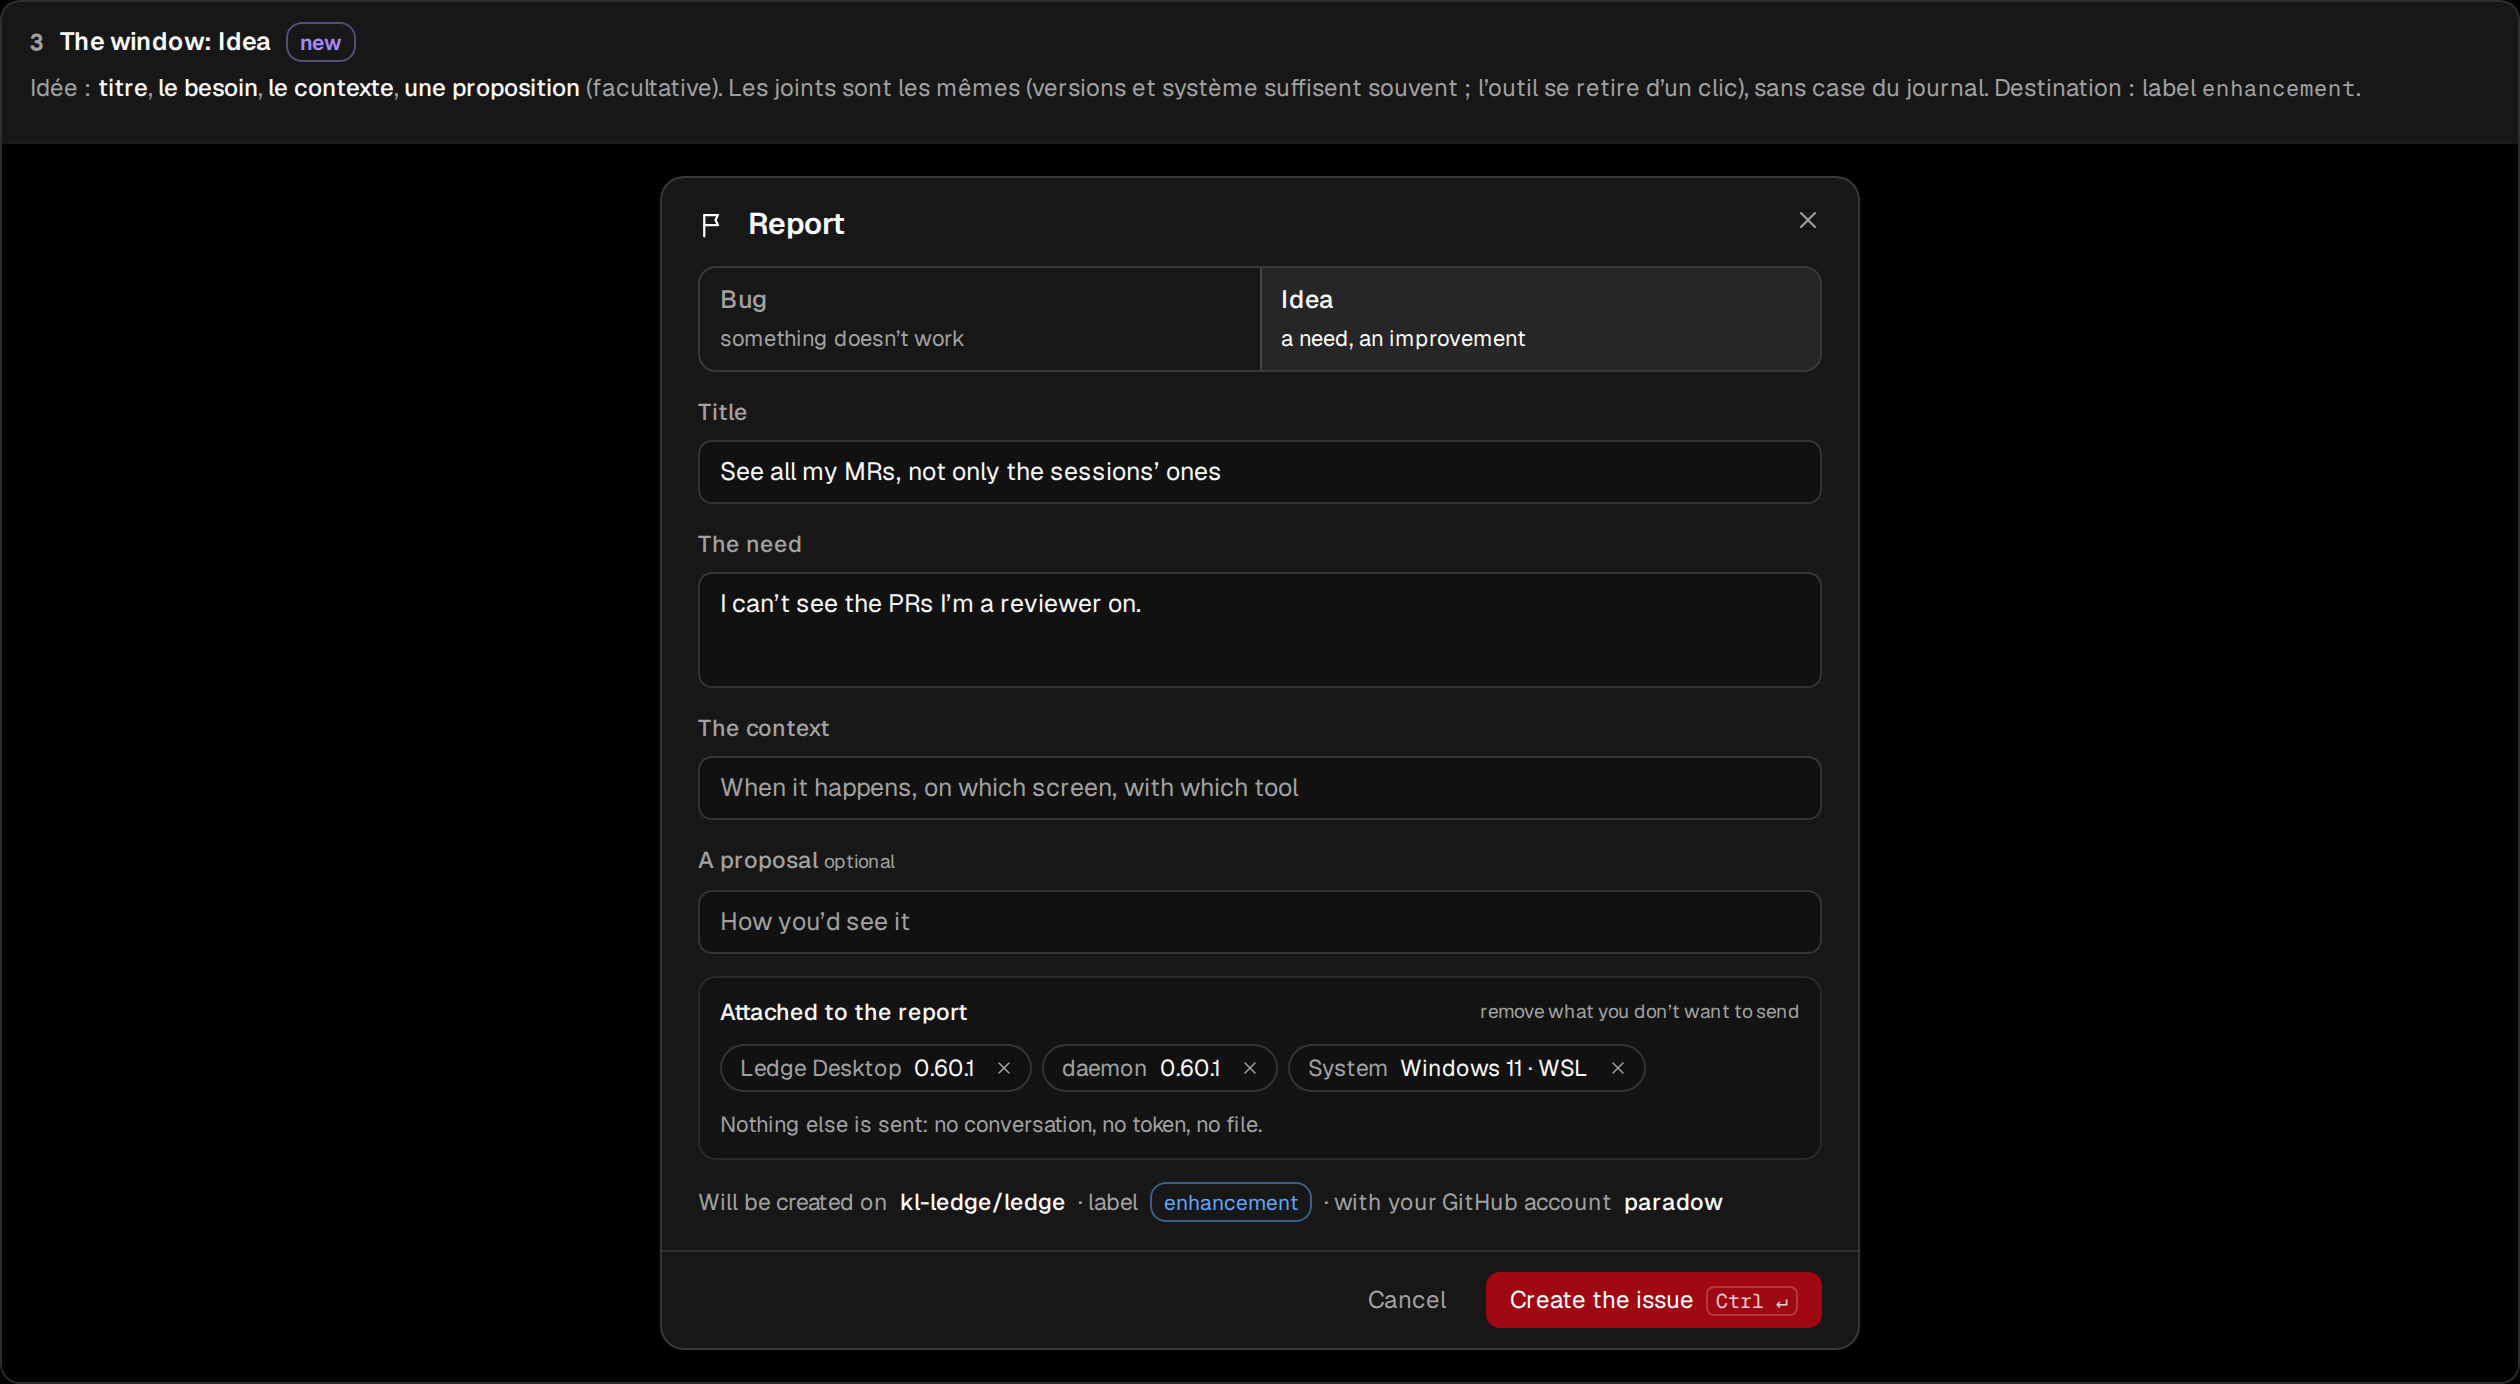 3 The window: Idea new
Idée : titre, le besoin, le contexte, une proposition (facultative). Les joints sont les mêmes (versions et système suffisent souvent ; l’outil se retire d’un clic), sans case du journal. Destination : label enhancement.
Report
Bug
something doesn’t work
Idea
a need, an improvement
Title
See all my MRs, not only the sessions’ ones
The need
I can’t see the PRs I’m a reviewer on.
The context
When it happens, on which screen, with which tool
A proposal optional
How you’d see it
Attached to the report remove what you don’t want to send
Ledge Desktop 0.60.1 × daemon 0.60.1 × System Windows 11 · WSL ×
Nothing else is sent: no conversation, no token, no file.
Will be created on kl-ledge/ledge · label enhancement · with your GitHub account paradow
Cancel Create the issue Ctrl ↵